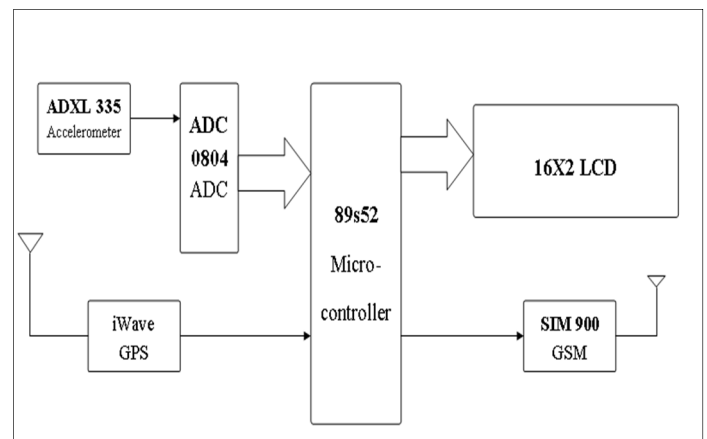 ADXL 335
Accelerometer
ADC
0804
ADC
89s52
Micro-
controller
16X2 LCD
iWave
GPS
SIM 900
GSM